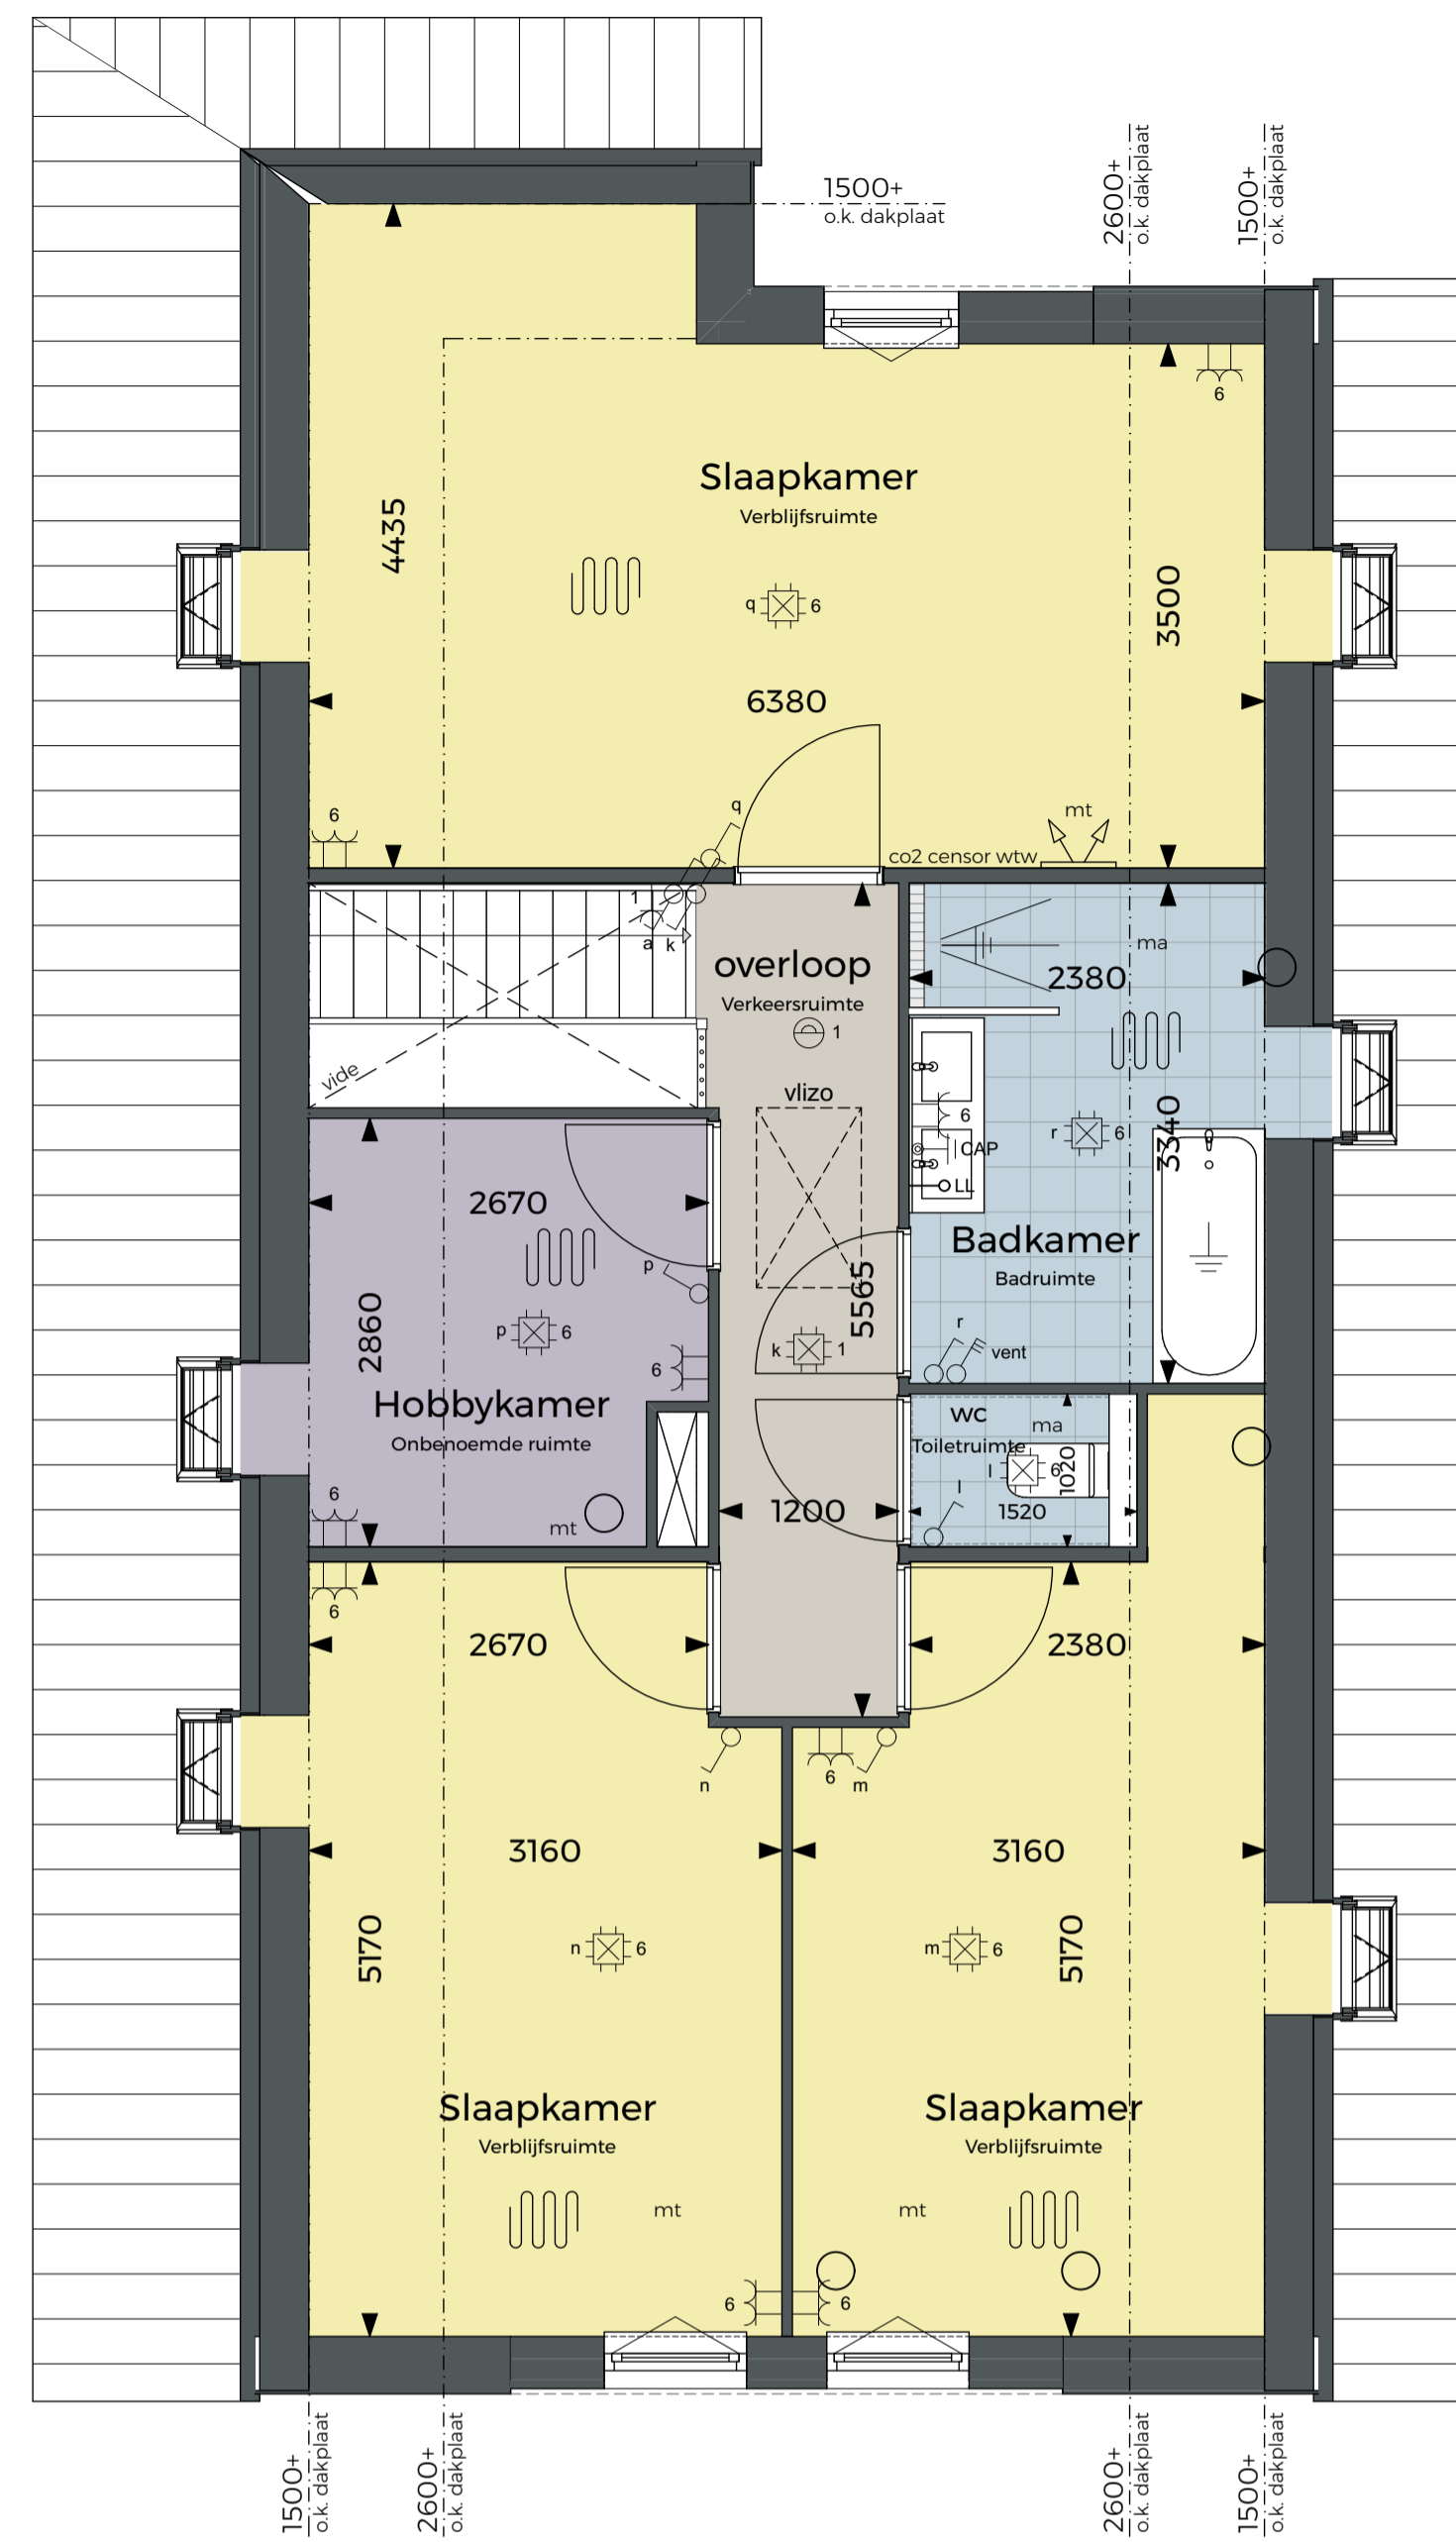 1500+
o.k. dakplaat
2600+
o.k. dakplaat
1500+
o.k. dakplaat
6
Slaapkamer
Verblijfsruimte
4435
3500
q 6
6380
6
q
mt
co2 censor wtw
1
a k
overloop
Verkeersruimte
1
ma
2380
vide
vlizo
6
CAP
LL
r 6
3340
2670
p
Badkamer
Badruimte
5565
2860
p 6
k 1
r
vent
6
Hobbykamer
Onbenoemde ruimte
wc
ma
Toiletruimte
l 6
1020
l
6
mt
1200
1520
6
2670
2380
n
6
m
3160
3160
5170
n 6
m 6
5170
Slaapkamer
Verblijfsruimte
Slaapkamer
Verblijfsruimte
mt
mt
6
6
1500+
o.k. dakplaat
2600+
o.k. dakplaat
2600+
o.k. dakplaat
1500+
o.k. dakplaat